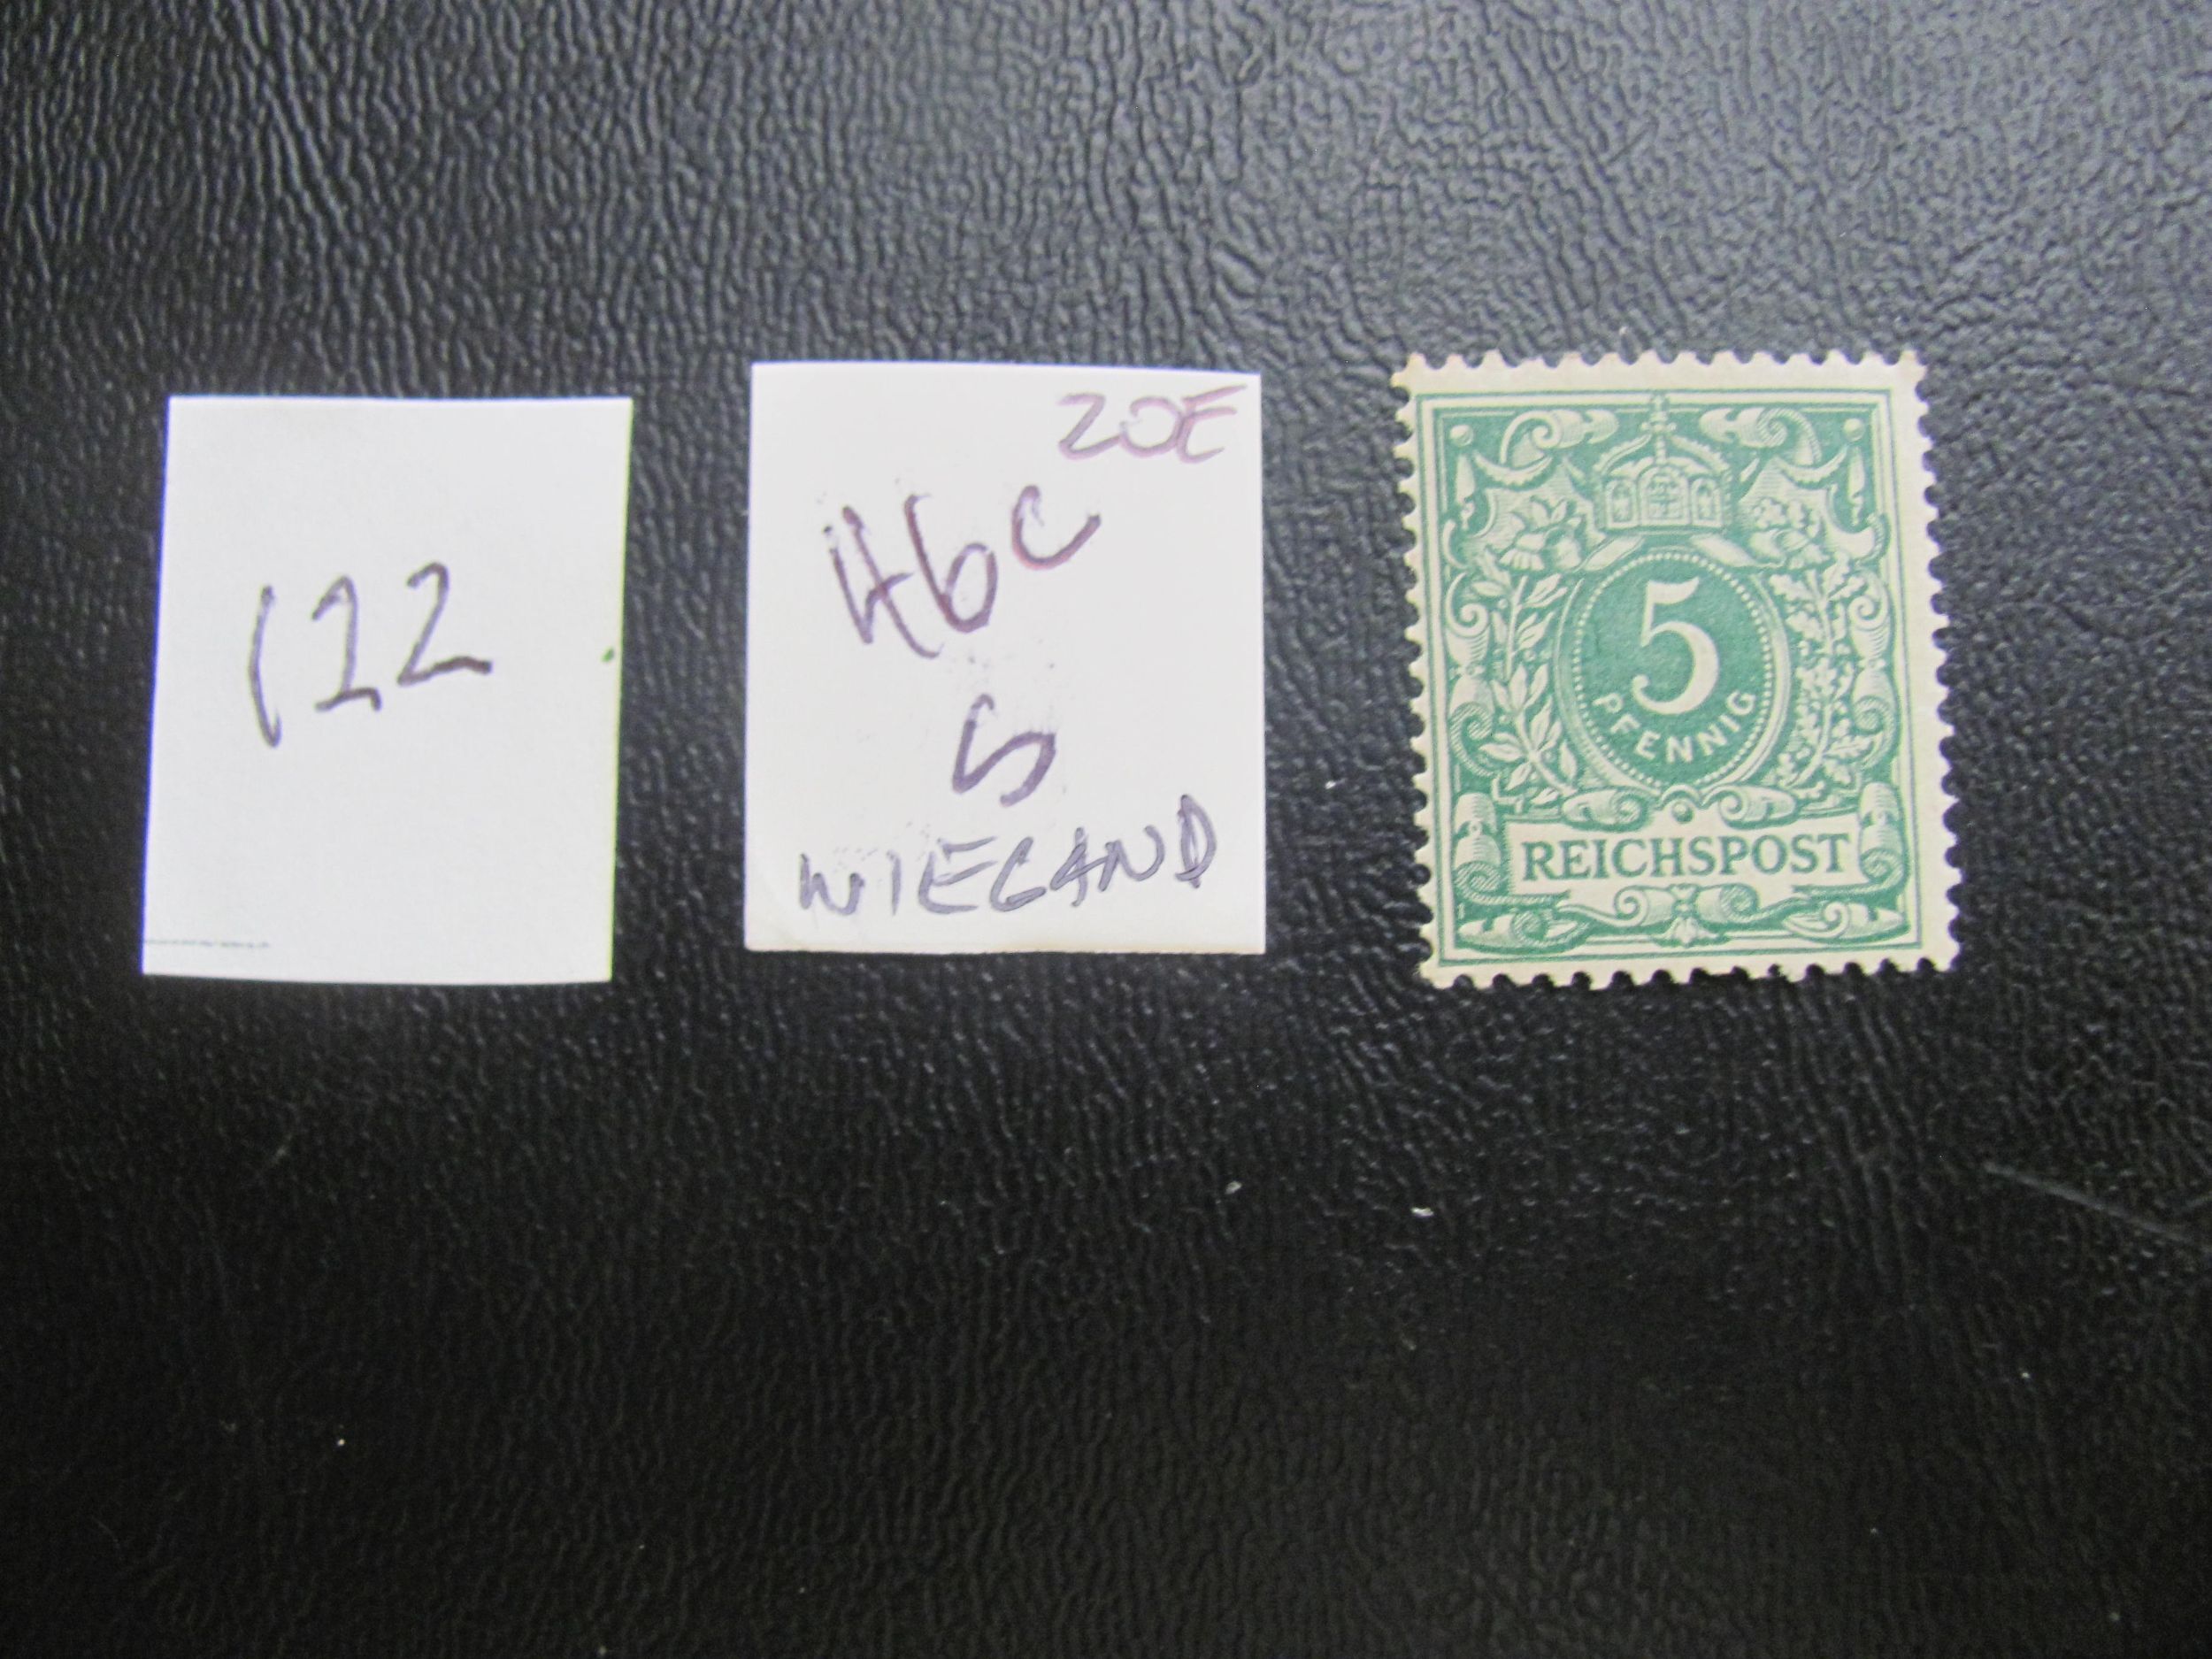 122
20E
46c
5
WIEGAND
5
PFENNIG
REICHSPOST